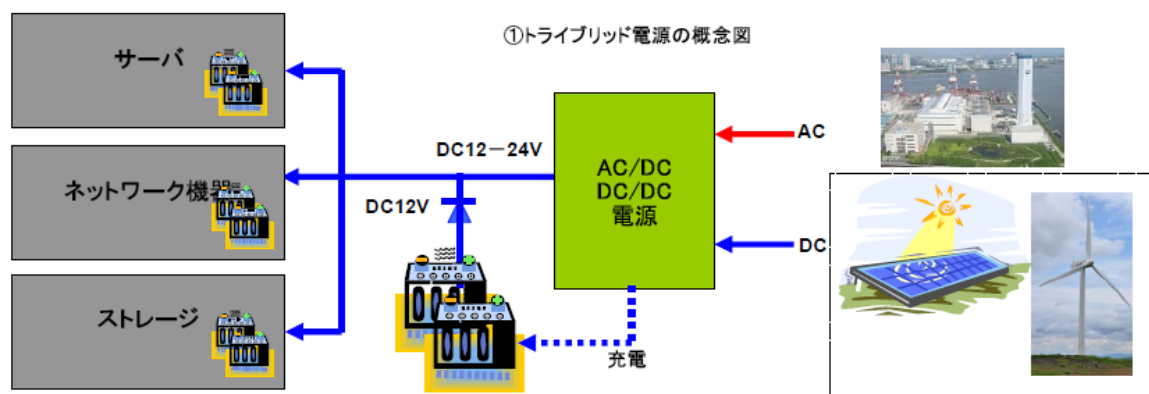 ①トライブリッド電源の概念図
サーバ
ネットワーク機器
ストレージ
DC12－24V
DC12V
AC/DC
DC/DC
電源
充電
AC
DC